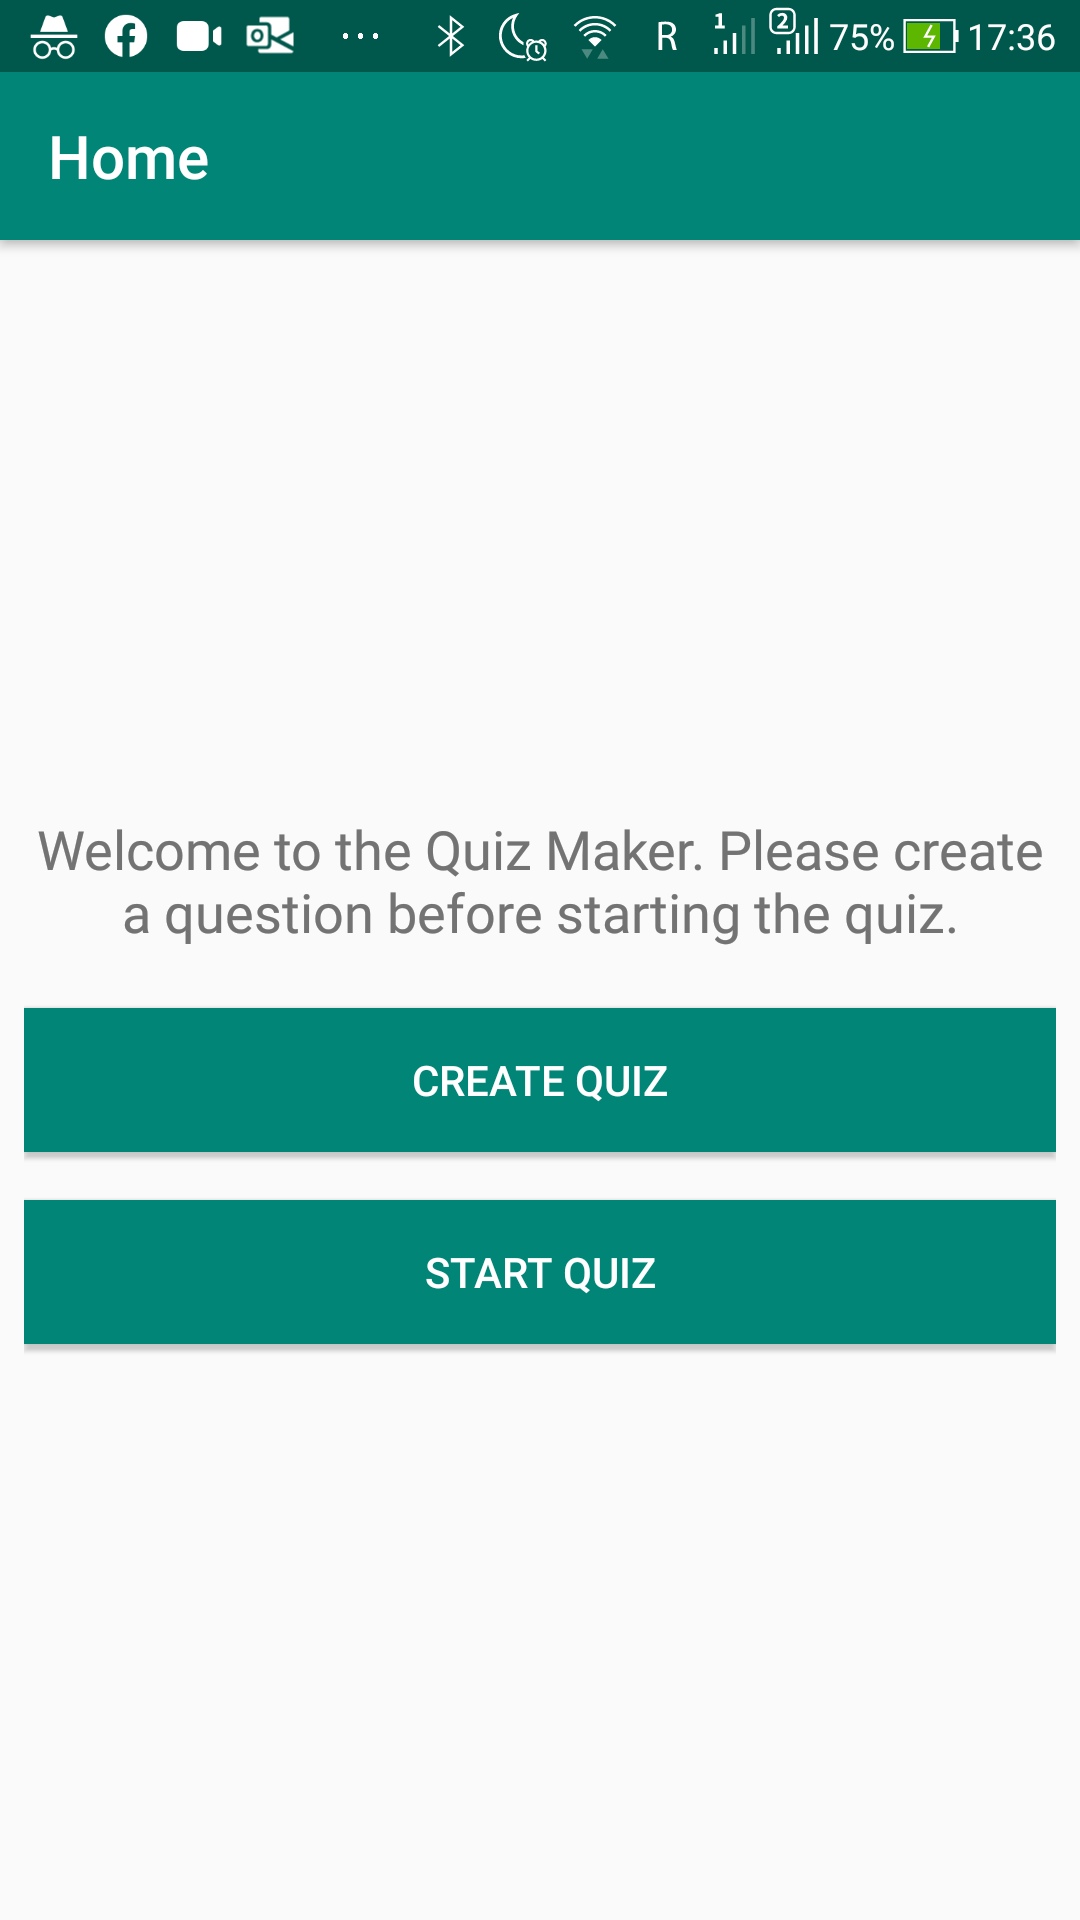 R 1 2 75% 17:36
Home
Welcome to the Quiz Maker. Please create
a question before starting the quiz.
CREATE QUIZ
START QUIZ